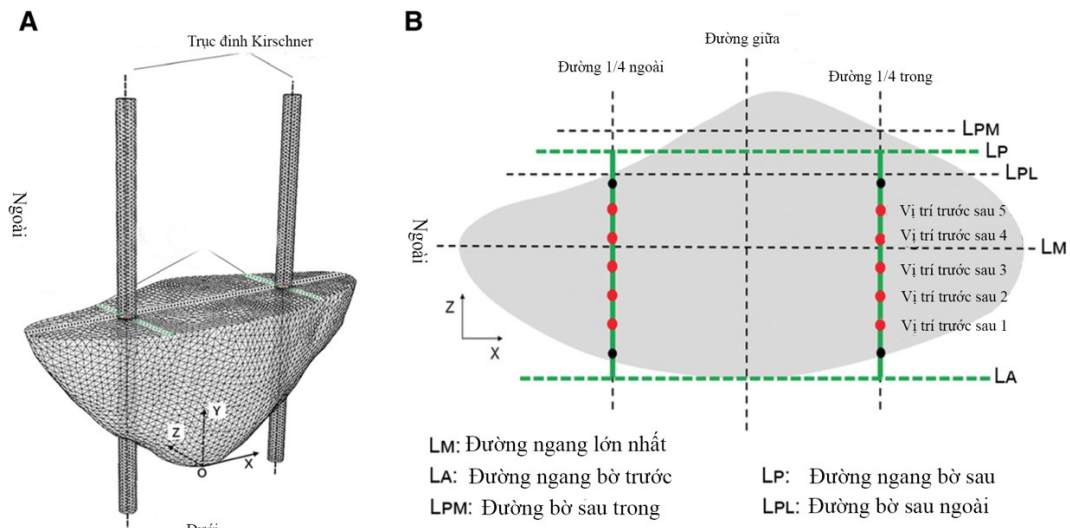 A
Trục đinh Kirschner
Ngoài
Y
Z
X
O
Dưới
B
Đường giữa
Đường 1/4 ngoài
Đường 1/4 trong
LPM
LP
LPL
Vị trí trước sau 5
Vị trí trước sau 4
Ngoài
LM
Vị trí trước sau 3
Z
Vị trí trước sau 2
Vị trí trước sau 1
X
LA
LM: Đường ngang lớn nhất
LA: Đường ngang bờ trước
LP: Đường ngang bờ sau
LPM: Đường bờ sau trong
LPL: Đường bờ sau ngoài